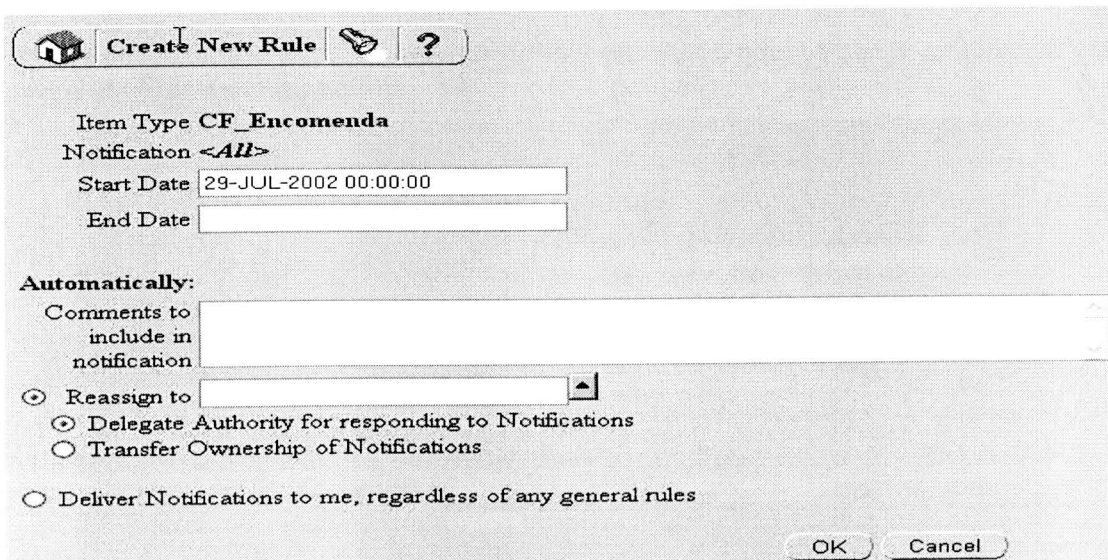 Create New Rule ?
Item Type CF_Encomenda
Notification <All>
Start Date 29-JUL-2002 00:00:00
End Date
Automatically:
Comments to
include in
notification
Reassign to
Delegate Authority for responding to Notifications
Transfer Ownership of Notifications
Deliver Notifications to me, regardless of any general rules
OK Cancel